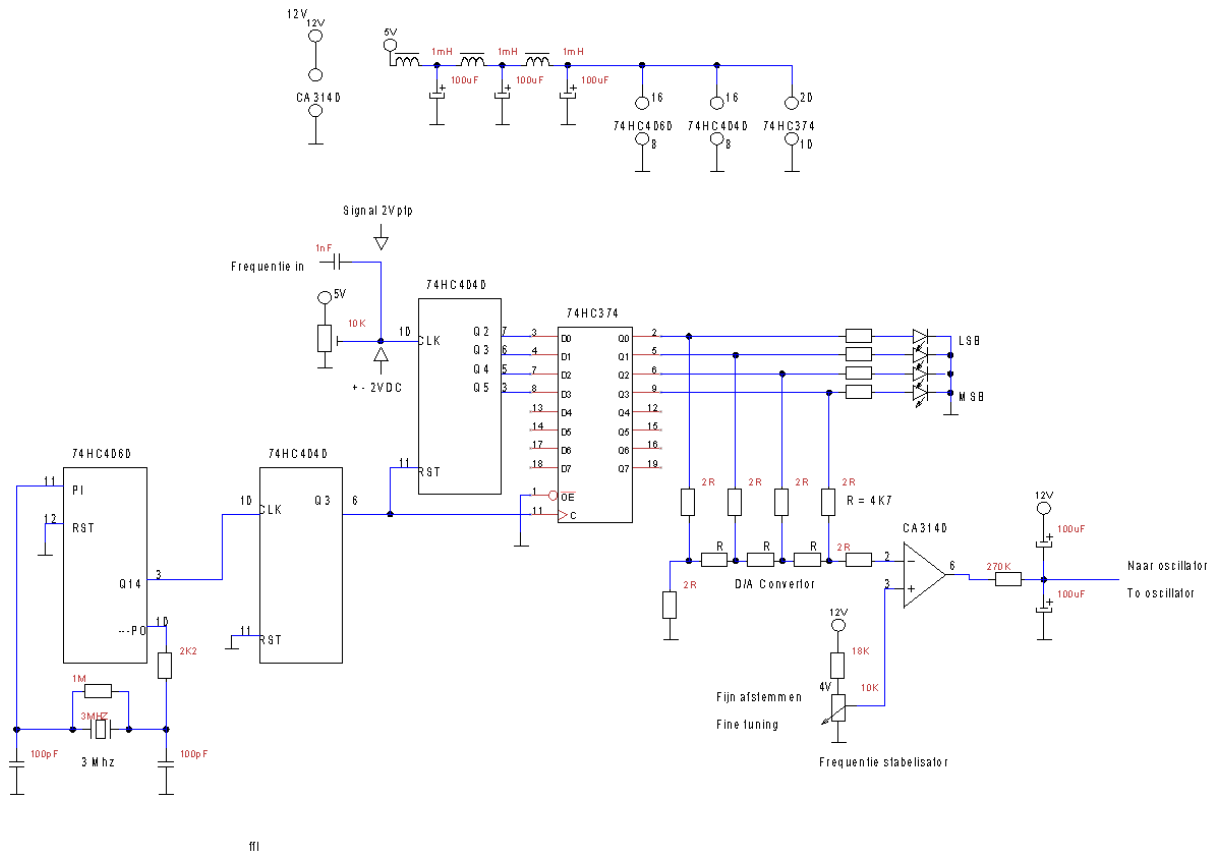 12V
12V
5V
1mH
1mH
1mH
100uF
100uF
100uF
CA3140
16
16
20
74HC4060
74HC4040
74HC374
8
8
10
Signal 2Vptp
1nF
Frequentie in
5V
10K
+ - 2VDC
74HC4040
10
CLK
Q2
7
Q3
6
Q4
5
Q5
3
11
RST
74HC374
3
D0
Q0
2
4
D1
Q1
5
7
D2
Q2
6
8
D3
Q3
9
13
D4
Q4
12
14
D5
Q5
15
17
D6
Q6
16
18
D7
Q7
19
1
OE
11
C
LSB
MSB
74HC4060
11
PI
12
RST
Q14
3
---PO
10
2K2
1M
3MHZ
100pF
3 Mhz
100pF
74HC4040
10
CLK
Q3
6
11
RST
2R
2R
2R
2R
R = 4K7
R
R
R
2R
2R
D/A Convertor
CA3140
2
-
3
+
6
270K
12V
100uF
100uF
Naar oscillator
To oscillator
12V
18K
4V
10K
Fijn afstemmen
Fine tuning
Frequentie stabelisator
ffl